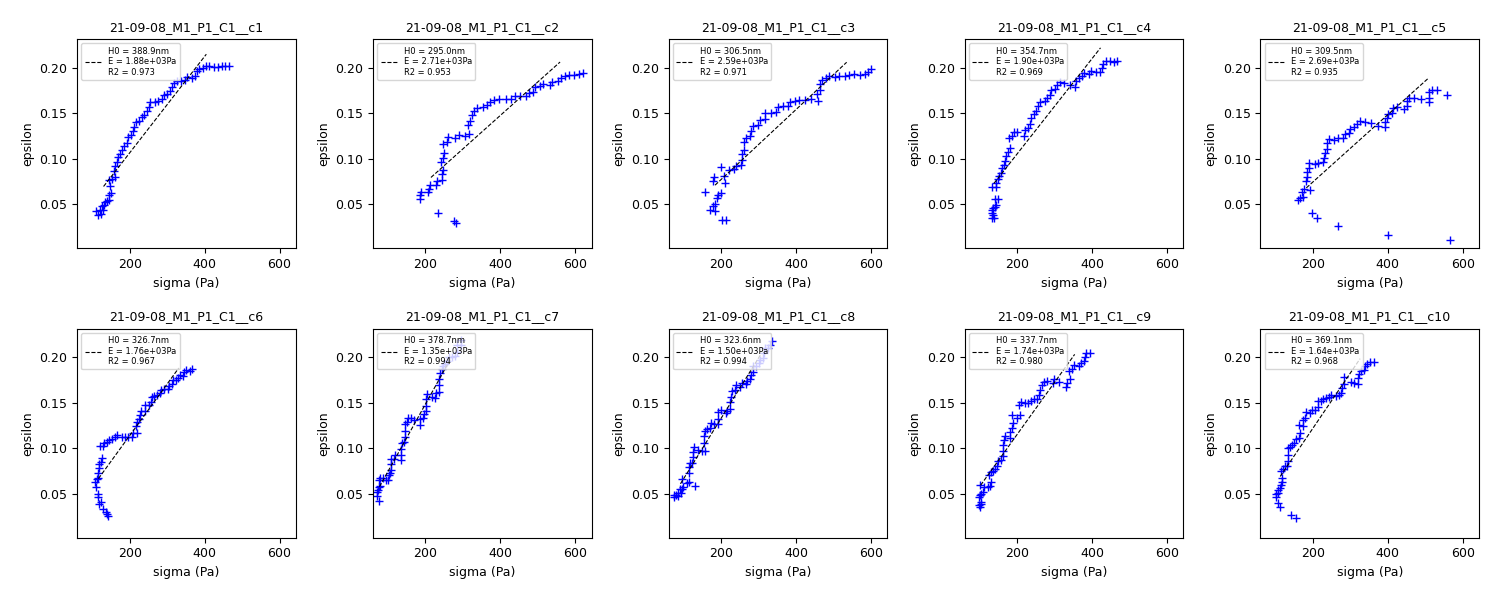 21-09-08_M1_P1_C1__c1
H0 = 388.9nm
E = 1.88e+03Pa
R2 = 0.973
0.20
0.15
0.10
0.05
epsilon
200 400 600
sigma (Pa)
21-09-08_M1_P1_C1__c2
H0 = 295.0nm
E = 2.71e+03Pa
R2 = 0.953
0.20
0.15
0.10
0.05
epsilon
200 400 600
sigma (Pa)
21-09-08_M1_P1_C1__c3
H0 = 306.5nm
E = 2.59e+03Pa
R2 = 0.971
0.20
0.15
0.10
0.05
epsilon
200 400 600
sigma (Pa)
21-09-08_M1_P1_C1__c4
H0 = 354.7nm
E = 1.90e+03Pa
R2 = 0.969
0.20
0.15
0.10
0.05
epsilon
200 400 600
sigma (Pa)
21-09-08_M1_P1_C1__c5
H0 = 309.5nm
E = 2.69e+03Pa
R2 = 0.935
0.20
0.15
0.10
0.05
epsilon
200 400 600
sigma (Pa)
21-09-08_M1_P1_C1__c6
H0 = 326.7nm
E = 1.76e+03Pa
R2 = 0.967
0.20
0.15
0.10
0.05
epsilon
200 400 600
sigma (Pa)
21-09-08_M1_P1_C1__c7
H0 = 378.7nm
E = 1.35e+03Pa
R2 = 0.994
0.20
0.15
0.10
0.05
epsilon
200 400 600
sigma (Pa)
21-09-08_M1_P1_C1__c8
H0 = 323.6nm
E = 1.50e+03Pa
R2 = 0.994
0.20
0.15
0.10
0.05
epsilon
200 400 600
sigma (Pa)
21-09-08_M1_P1_C1__c9
H0 = 337.7nm
E = 1.74e+03Pa
R2 = 0.980
0.20
0.15
0.10
0.05
epsilon
200 400 600
sigma (Pa)
21-09-08_M1_P1_C1__c10
H0 = 369.1nm
E = 1.64e+03Pa
R2 = 0.968
0.20
0.15
0.10
0.05
epsilon
200 400 600
sigma (Pa)